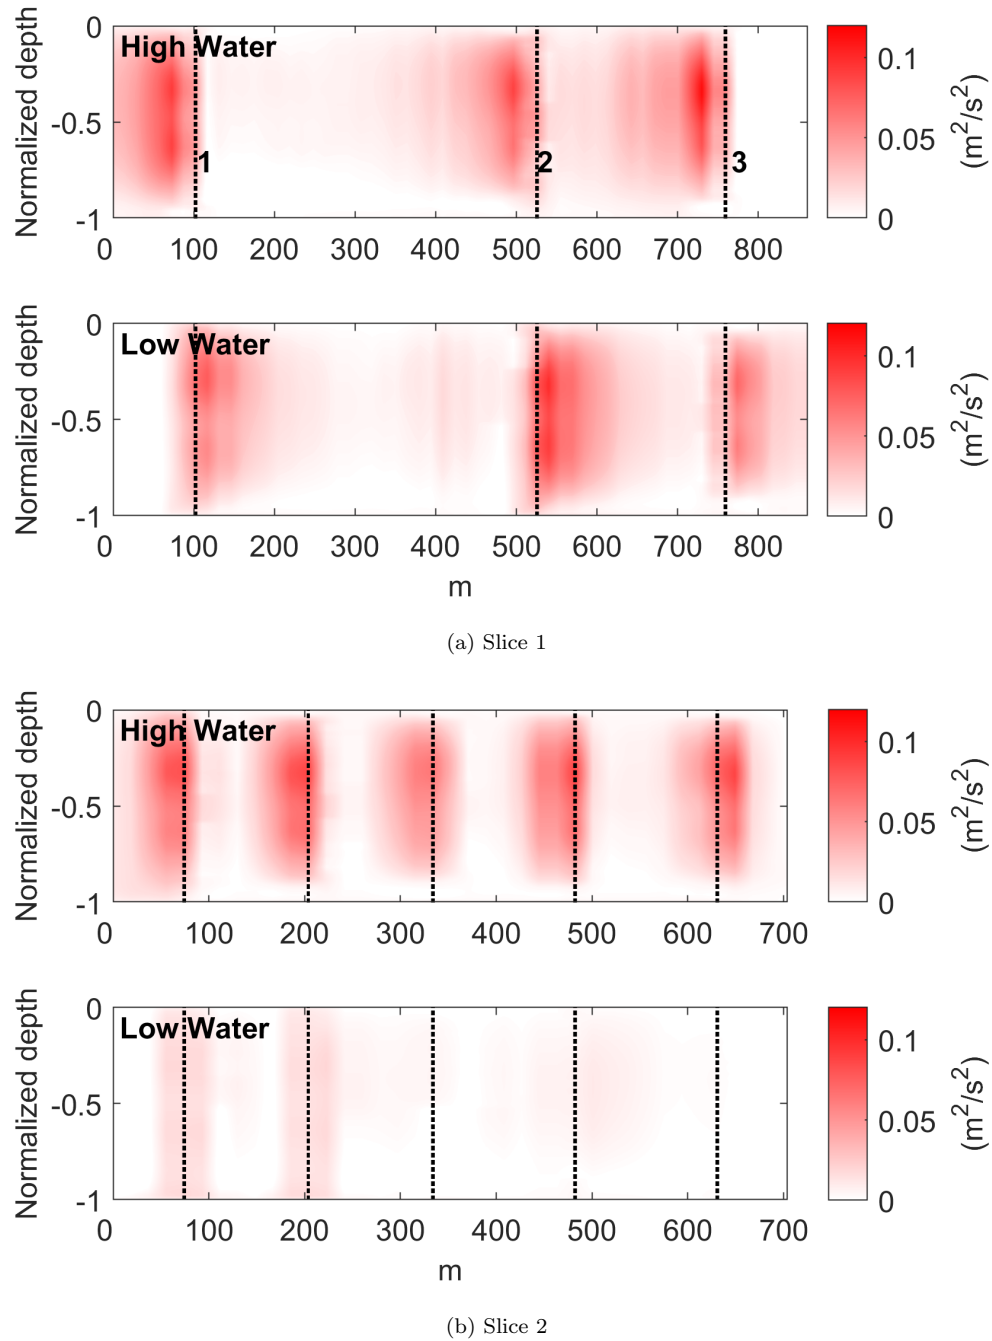 Normalized depth
0
-0.5
-1
High Water
1
2
3
0 100 200 300 400 500 600 700 800
0.1
0.05
0
(m²/s²)
Normalized depth
0
-0.5
-1
Low Water
0 100 200 300 400 500 600 700 800
m
0.1
0.05
0
(m²/s²)
(a) Slice 1
Normalized depth
0
-0.5
-1
High Water
0 100 200 300 400 500 600 700
0.1
0.05
0
(m²/s²)
Normalized depth
0
-0.5
-1
Low Water
0 100 200 300 400 500 600 700
m
0.1
0.05
0
(m²/s²)
(b) Slice 2